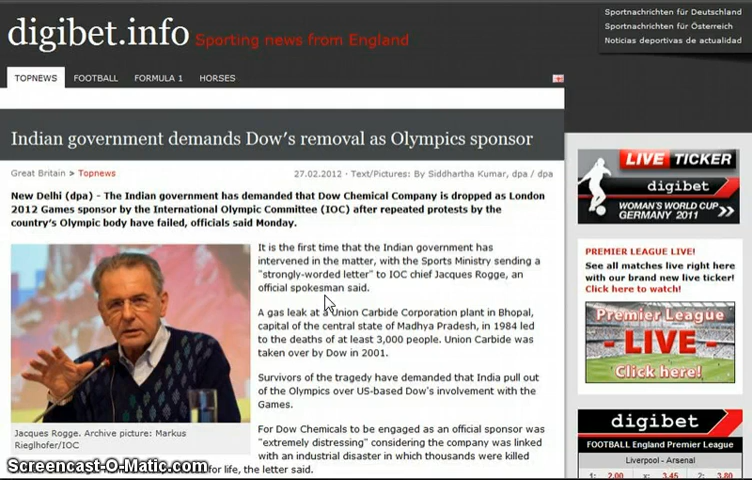 digibet.info
Sporting news from England
Sportnachrichten für Deutschland
Sportnachrichten für Österreich
Noticias deportivas de actualidad
TOPNEWS FOOTBALL FORMULA 1 HORSES
Indian government demands Dow's removal as Olympics sponsor
Great Britain > Topnews
27.02.2012 · Text/Pictures: By Siddhartha Kumar, dpa / dpa
New Delhi (dpa) - The Indian government has demanded that Dow Chemical Company is dropped as London
2012 Games sponsor by the International Olympic Committee (IOC) after repeated protests by the
country's Olympic body have failed, officials said Monday.
It is the first time that the Indian government has
intervened in the matter, with the Sports Ministry sending a
"strongly-worded letter" to IOC chief Jacques Rogge, an
official spokesman said.
A gas leak at a Union Carbide Corporation plant in Bhopal,
capital of the central state of Madhya Pradesh, in 1984 led
to the deaths of at least 3,000 people. Union Carbide was
taken over by Dow in 2001.
Survivors of the tragedy have demanded that India pull out
of the Olympics over US-based Dow's involvement with the
Games.
For Dow Chemicals to be engaged as an official sponsor was
"extremely distressing" considering the company was linked
with an industrial disaster in which thousands were killed
for life, the letter said.
Jacques Rogge. Archive picture: Markus
Rieglhofer/IOC
LIVE TICKER
digibet
WOMAN'S WORLD CUP
GERMANY 2011
PREMIER LEAGUE LIVE!
See all matches live right here
with our brand new live ticker!
Click here to watch!
Premier League
- LIVE -
Click here!
digibet
FOOTBALL England Premier League
Liverpool - Arsenal
1: 2.00 x: 3.45 2: 3.80
Screencast-O-Matic.com